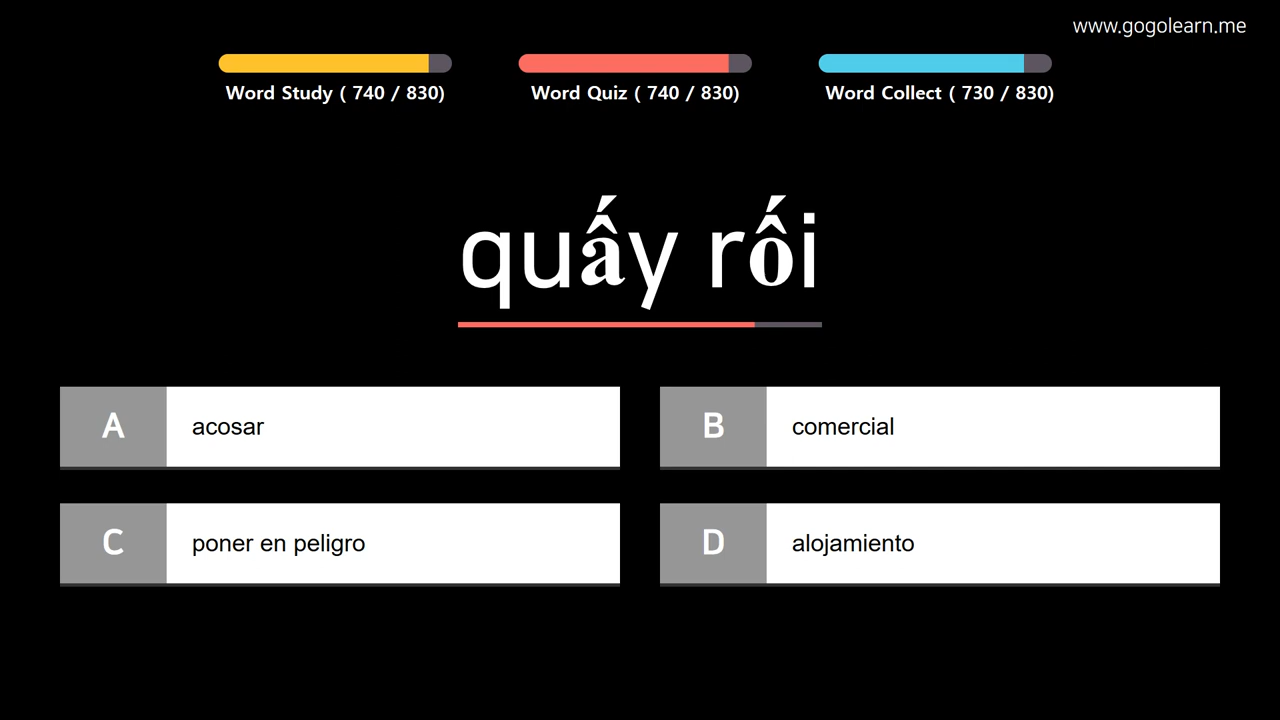 www.gogolearn.me
Word Study ( 740 / 830)
Word Quiz ( 740 / 830)
Word Collect ( 730 / 830)
quấy rối
A acosar
B comercial
C poner en peligro
D alojamiento